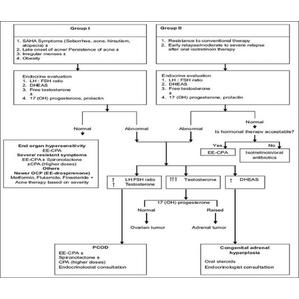 Group I
Group II
1. SAHA Symptoms (Seborrhea, acne, hirsutism,
alopecia) ±
2. Late onset of acne/ Persistence of acne ±
3. Irregular menses ±
4. Obesity
1. Resistance to conventional therapy
2. Early relapse/moderate to severe relapse
after oral isotretinoin therapy
Endocrine evaluation
1. LH : FSH ratio
2. DHEAS
3. Free testosterone
±
4. 17 (OH) progesterone, prolactin
Endocrine evaluation
1. LH : FSH ratio
2. DHEAS
3. Free testosterone
±
4. 17 (OH) progesterone, prolactin
Normal
Abnormal
Abnormal
Normal
Is hormonal therapy acceptable?
Yes
No
EE-CPA
Isotretinoin/oral
antibiotics
End organ hypersensitivity
EE-CPA
Several resistant symptoms
EE-CPA± Spironolactone
±CPA (Higher doses)
Others
Newer OCP (EE-drospirenone)
Metformin, Flutamide, Finasteride +
Acne therapy based on severity
↑ LH:FSH ratio
↑ Testosterone
↑↑↑ Testosterone
↑ DHEAS
17 (OH) progesterone
Normal
Raised
Ovarian tumor
Adrenal tumor
PCOD
EE-CPA ±
Spironolactone ±
CPA (higher doses)
Endocrinologist consultation
Congenital adrenal
hyperplasia
Oral steroids
Endocrinologist consultation